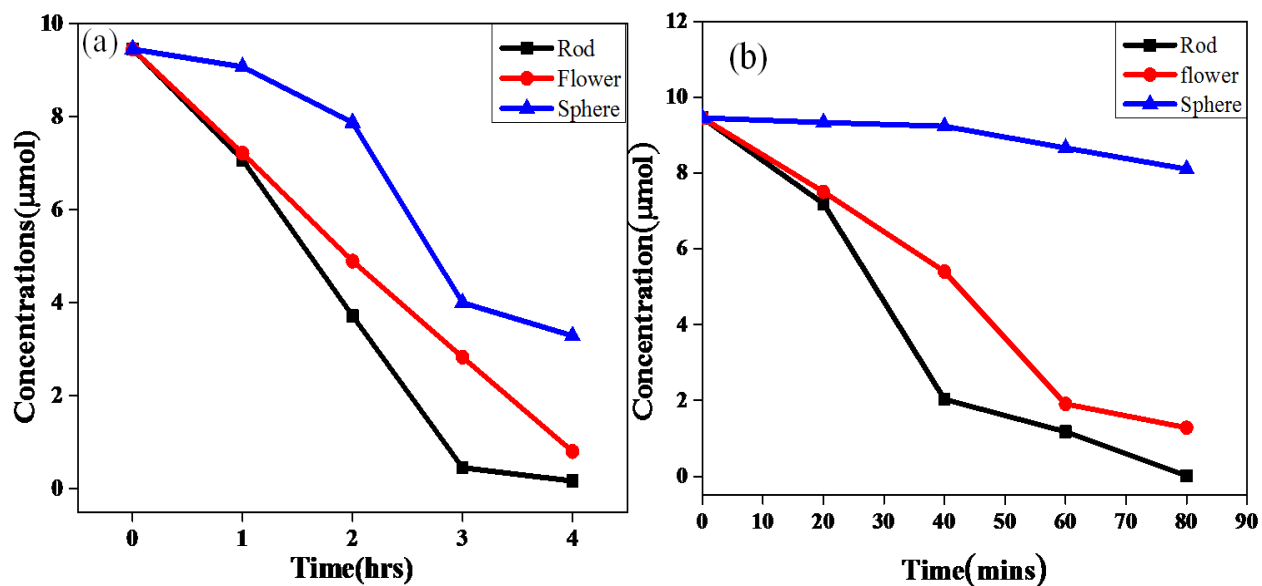 (a)
Rod
Flower
Sphere
10
8
6
4
2
0
Concentrations(μmol)
0 1 2 3 4
Time(hrs)
(b)
Rod
flower
Sphere
12
10
8
6
4
2
0
Concentration(μmol)
0 10 20 30 40 50 60 70 80 90
Time(mins)